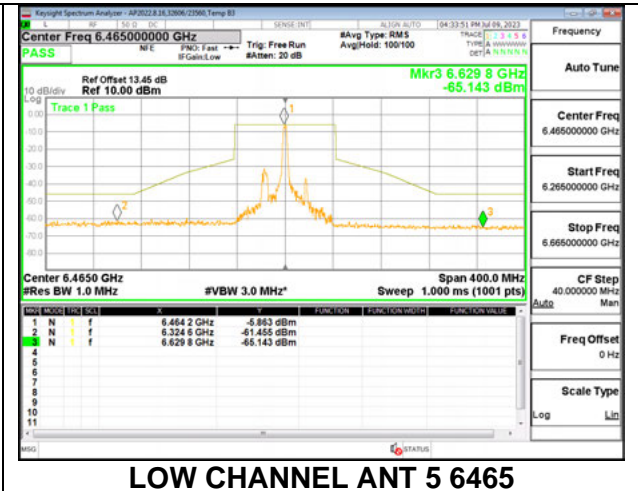 Keysight Spectrum Analyzer - AP2022.8.16,32606/23560,Temp B3
L RF 50 Ω DC SENSE:INT ALIGN AUTO 04:33:51 PM Jul 09, 2023
Center Freq 6.465000000 GHz #Avg Type: RMS TRACE 1 2 3 4 5 6
PASS NFE PNO: Fast Trig: Free Run Avg|Hold: 100/100 TYPE A WWWWW
IFGain:Low #Atten: 20 dB DET A N N N N N
Ref Offset 13.45 dB Mkr3 6.629 8 GHz
10 dB/div Ref 10.00 dBm -65.143 dBm
Log
Trace 1 Pass
0.00
-10.0
-20.0
-30.0
-40.0
-50.0
-60.0
-70.0
-80.0
1
2
3
Center 6.4650 GHz Span 400.0 MHz
#Res BW 1.0 MHz #VBW 3.0 MHz* Sweep 1.000 ms (1001 pts)
MKR MODE TRC SCL X Y FUNCTION FUNCTION WIDTH FUNCTION VALUE
1 N 1 f 6.464 2 GHz -5.863 dBm
2 N 1 f 6.324 6 GHz -61.455 dBm
3 N 1 f 6.629 8 GHz -65.143 dBm
4
5
6
7
8
9
10
11
MSG STATUS
Frequency
Auto Tune
Center Freq
6.465000000 GHz
Start Freq
6.265000000 GHz
Stop Freq
6.665000000 GHz
CF Step
40.000000 MHz
Auto Man
Freq Offset
0 Hz
Scale Type
Log Lin
LOW CHANNEL ANT 5 6465